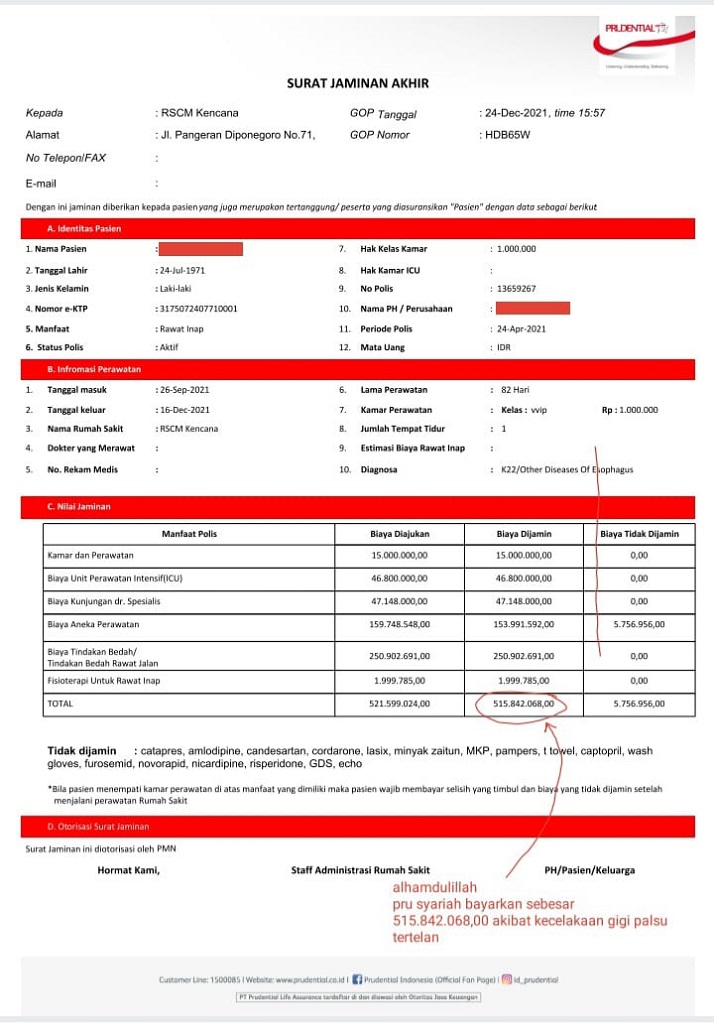 PRUDENTIAL
Listening. Understanding. Delivering.
SURAT JAMINAN AKHIR
Kepada : RSCM Kencana GOP Tanggal : 24-Dec-2021, time 15:57
Alamat : Jl. Pangeran Diponegoro No.71, GOP Nomor : HDB65W
No Telepon/FAX :
E-mail :
Dengan ini jaminan diberikan kepada pasien yang juga merupakan tertanggung/ peserta yang diasuransikan "Pasien" dengan data sebagai berikut
A. Identitas Pasien
1. Nama Pasien : 7. Hak Kelas Kamar : 1.000.000
2. Tanggal Lahir : 24-Jul-1971 8. Hak Kamar ICU :
3. Jenis Kelamin : Laki-laki 9. No Polis : 13659267
4. Nomor e-KTP : 3175072407710001 10. Nama PH / Perusahaan :
5. Manfaat : Rawat Inap 11. Periode Polis : 24-Apr-2021
6. Status Polis : Aktif 12. Mata Uang : IDR
B. Infromasi Perawatan
1. Tanggal masuk : 26-Sep-2021 6. Lama Perawatan : 82 Hari
2. Tanggal keluar : 16-Dec-2021 7. Kamar Perawatan : Kelas : vvip Rp : 1.000.000
3. Nama Rumah Sakit : RSCM Kencana 8. Jumlah Tempat Tidur : 1
4. Dokter yang Merawat : 9. Estimasi Biaya Rawat Inap :
5. No. Rekam Medis : 10. Diagnosa : K22/Other Diseases Of Esophagus
C. Nilai Jaminan
Manfaat Polis Biaya Diajukan Biaya Dijamin Biaya Tidak Dijamin
Kamar dan Perawatan 15.000.000,00 15.000.000,00 0,00
Biaya Unit Perawatan Intensif(ICU) 46.800.000,00 46.800.000,00 0,00
Biaya Kunjungan dr. Spesialis 47.148.000,00 47.148.000,00 0,00
Biaya Aneka Perawatan 159.748.548,00 153.991.592,00 5.756.956,00
Biaya Tindakan Bedah/
Tindakan Bedah Rawat Jalan 250.902.691,00 250.902.691,00 0,00
Fisioterapi Untuk Rawat Inap 1.999.785,00 1.999.785,00 0,00
TOTAL 521.599.024,00 515.842.068,00 5.756.956,00
Tidak dijamin : catapres, amlodipine, candesartan, cordarone, lasix, minyak zaitun, MKP, pampers, t towel, captopril, wash
gloves, furosemid, novorapid, nicardipine, risperidone, GDS, echo
*Bila pasien menempati kamar perawatan di atas manfaat yang dimiliki maka pasien wajib membayar selisih yang timbul dan biaya yang tidak dijamin setelah
menjalani perawatan Rumah Sakit
D. Otorisasi Surat Jaminan
Surat Jaminan ini diotorisasi oleh PMN
Hormat Kami, Staff Administrasi Rumah Sakit PH/Pasien/Keluarga
alhamdulillah
pru syariah bayarkan sebesar
515.842.068,00 akibat kecelakaan gigi palsu
tertelan
Customer Line: 1500085 | Website: www.prudential.co.id | Prudential Indonesia (Official Fan Page) | id_prudential
PT Prudential Life Assurance terdaftar di dan diawasi oleh Otoritas Jasa Keuangan